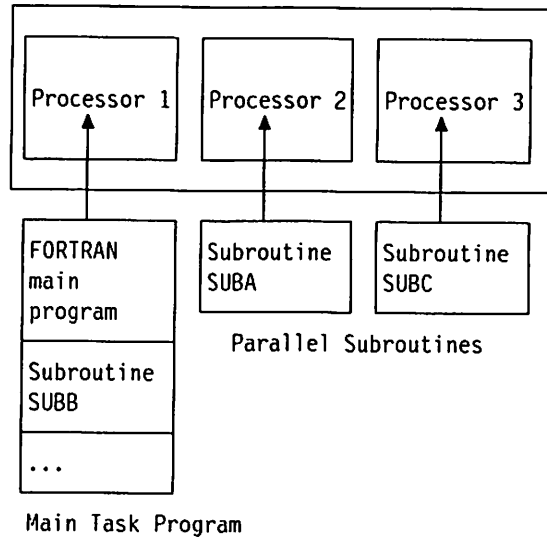 Processor 1
Processor 2
Processor 3
FORTRAN
main
program
Subroutine
SUBB
...
Main Task Program
Subroutine
SUBA
Subroutine
SUBC
Parallel Subroutines